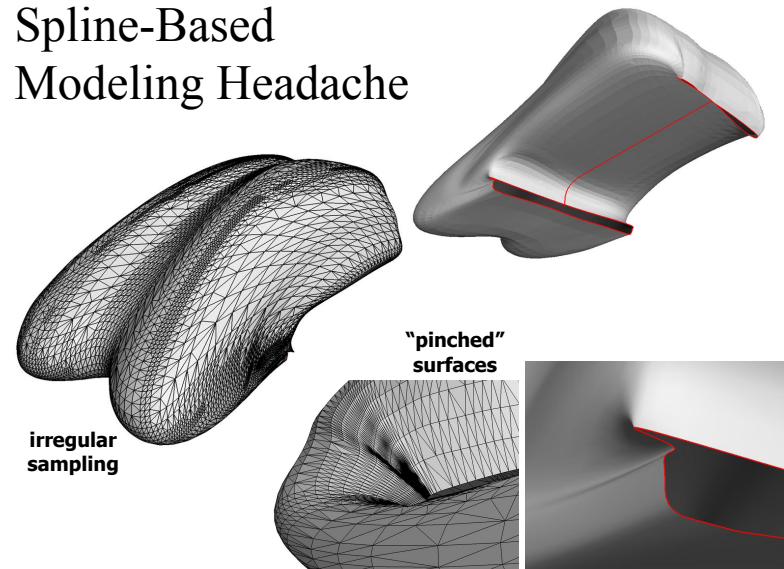 Spline-Based
Modeling Headache
“pinched”
surfaces
irregular
sampling